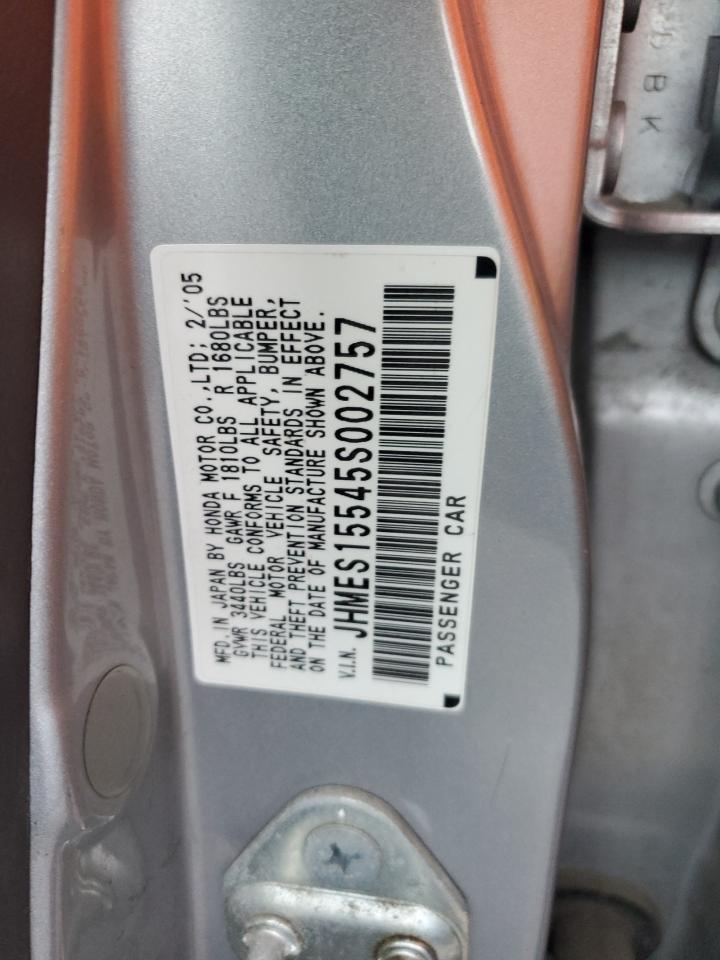 MFD. IN JAPAN BY HONDA MOTOR CO.,LTD; 2/'05
GVWR 3440LBS GAWR F 1810LBS R 1680LBS
THIS VEHICLE CONFORMS TO ALL APPLICABLE
FEDERAL MOTOR VEHICLE SAFETY, BUMPER,
AND THEFT PREVENTION STANDARDS IN EFFECT
ON THE DATE OF MANUFACTURE SHOWN ABOVE.
V.I.N. JHMES15545S002757
PASSENGER CAR
BK